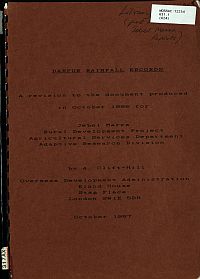 DARFUR RAINFALL RECORDS
A revision to the document produced
in October 1986 for:
Jebel Marra
Rural Development Project
Agricultural Services Department
Adaptive Research Division
by A. Clift-Hill
Overseas Development Administration
Eland House
Stag Place
London SW1E 5DH
October 1987